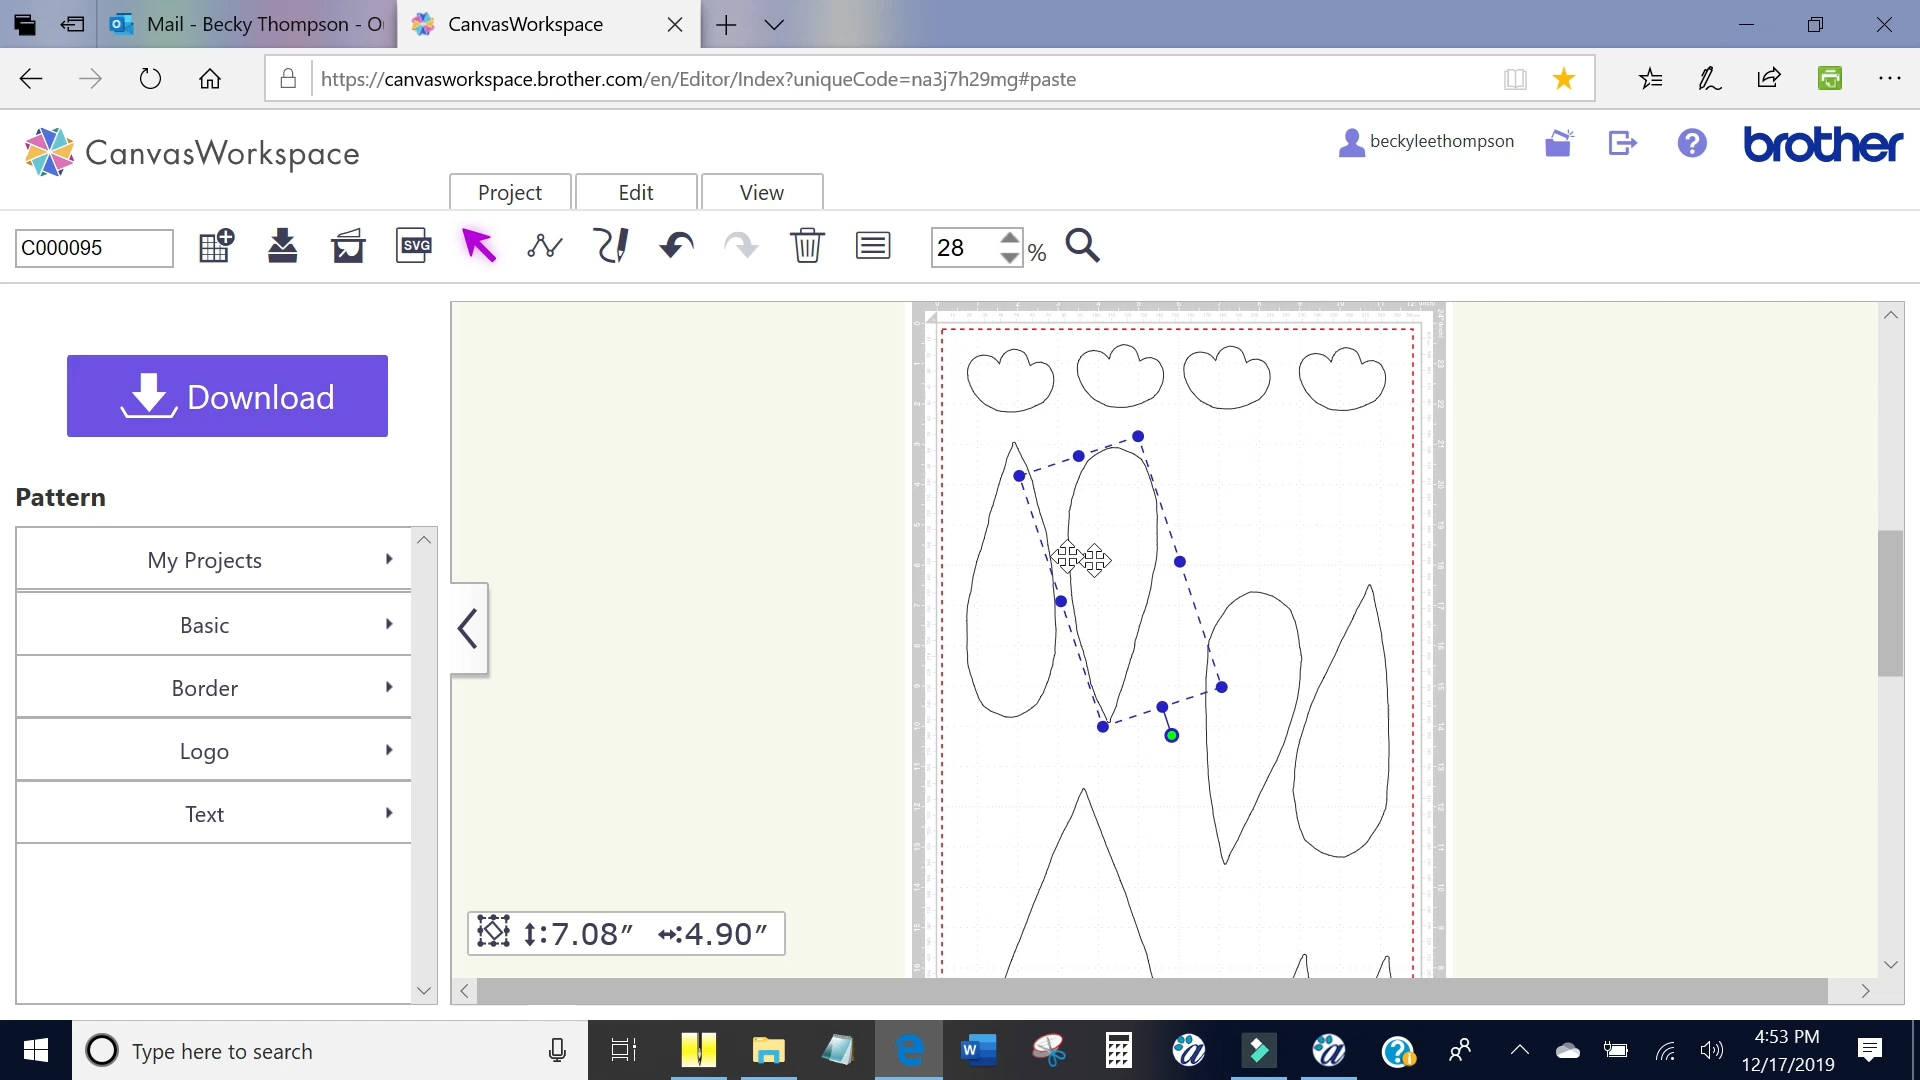 Mail - Becky Thompson - O
CanvasWorkspace
https://canvasworkspace.brother.com/en/Editor/Index?uniqueCode=na3j7h29mg#paste
CanvasWorkspace
beckyleethompson
?
brother
Project
Edit
View
C000095
SVG
28
%
Download
Pattern
My Projects
Basic
Border
Logo
Text
:7.08″ :4.90″
Type here to search
4:53 PM
12/17/2019